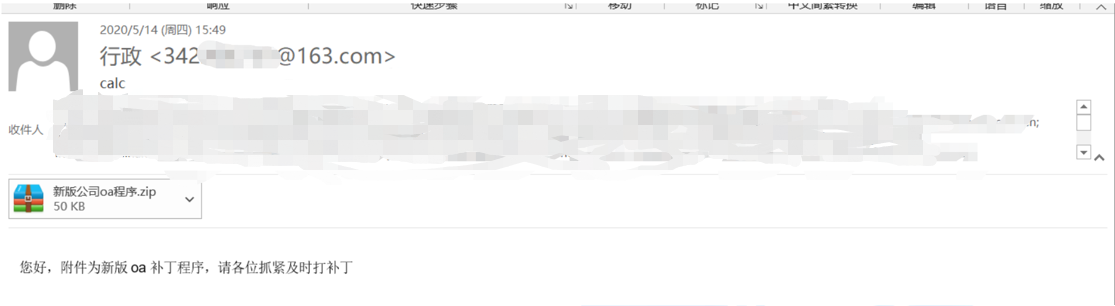 删除 响应 快速步骤 移动 标记 中文简繁转换 编辑 语音 缩放
2020/5/14 (周四) 15:49
行政 <342
@163.com>
calc
收件人
n;
新版公司oa程序.zip
50 KB
您好，附件为新版 oa 补丁程序，请各位抓紧及时打补丁